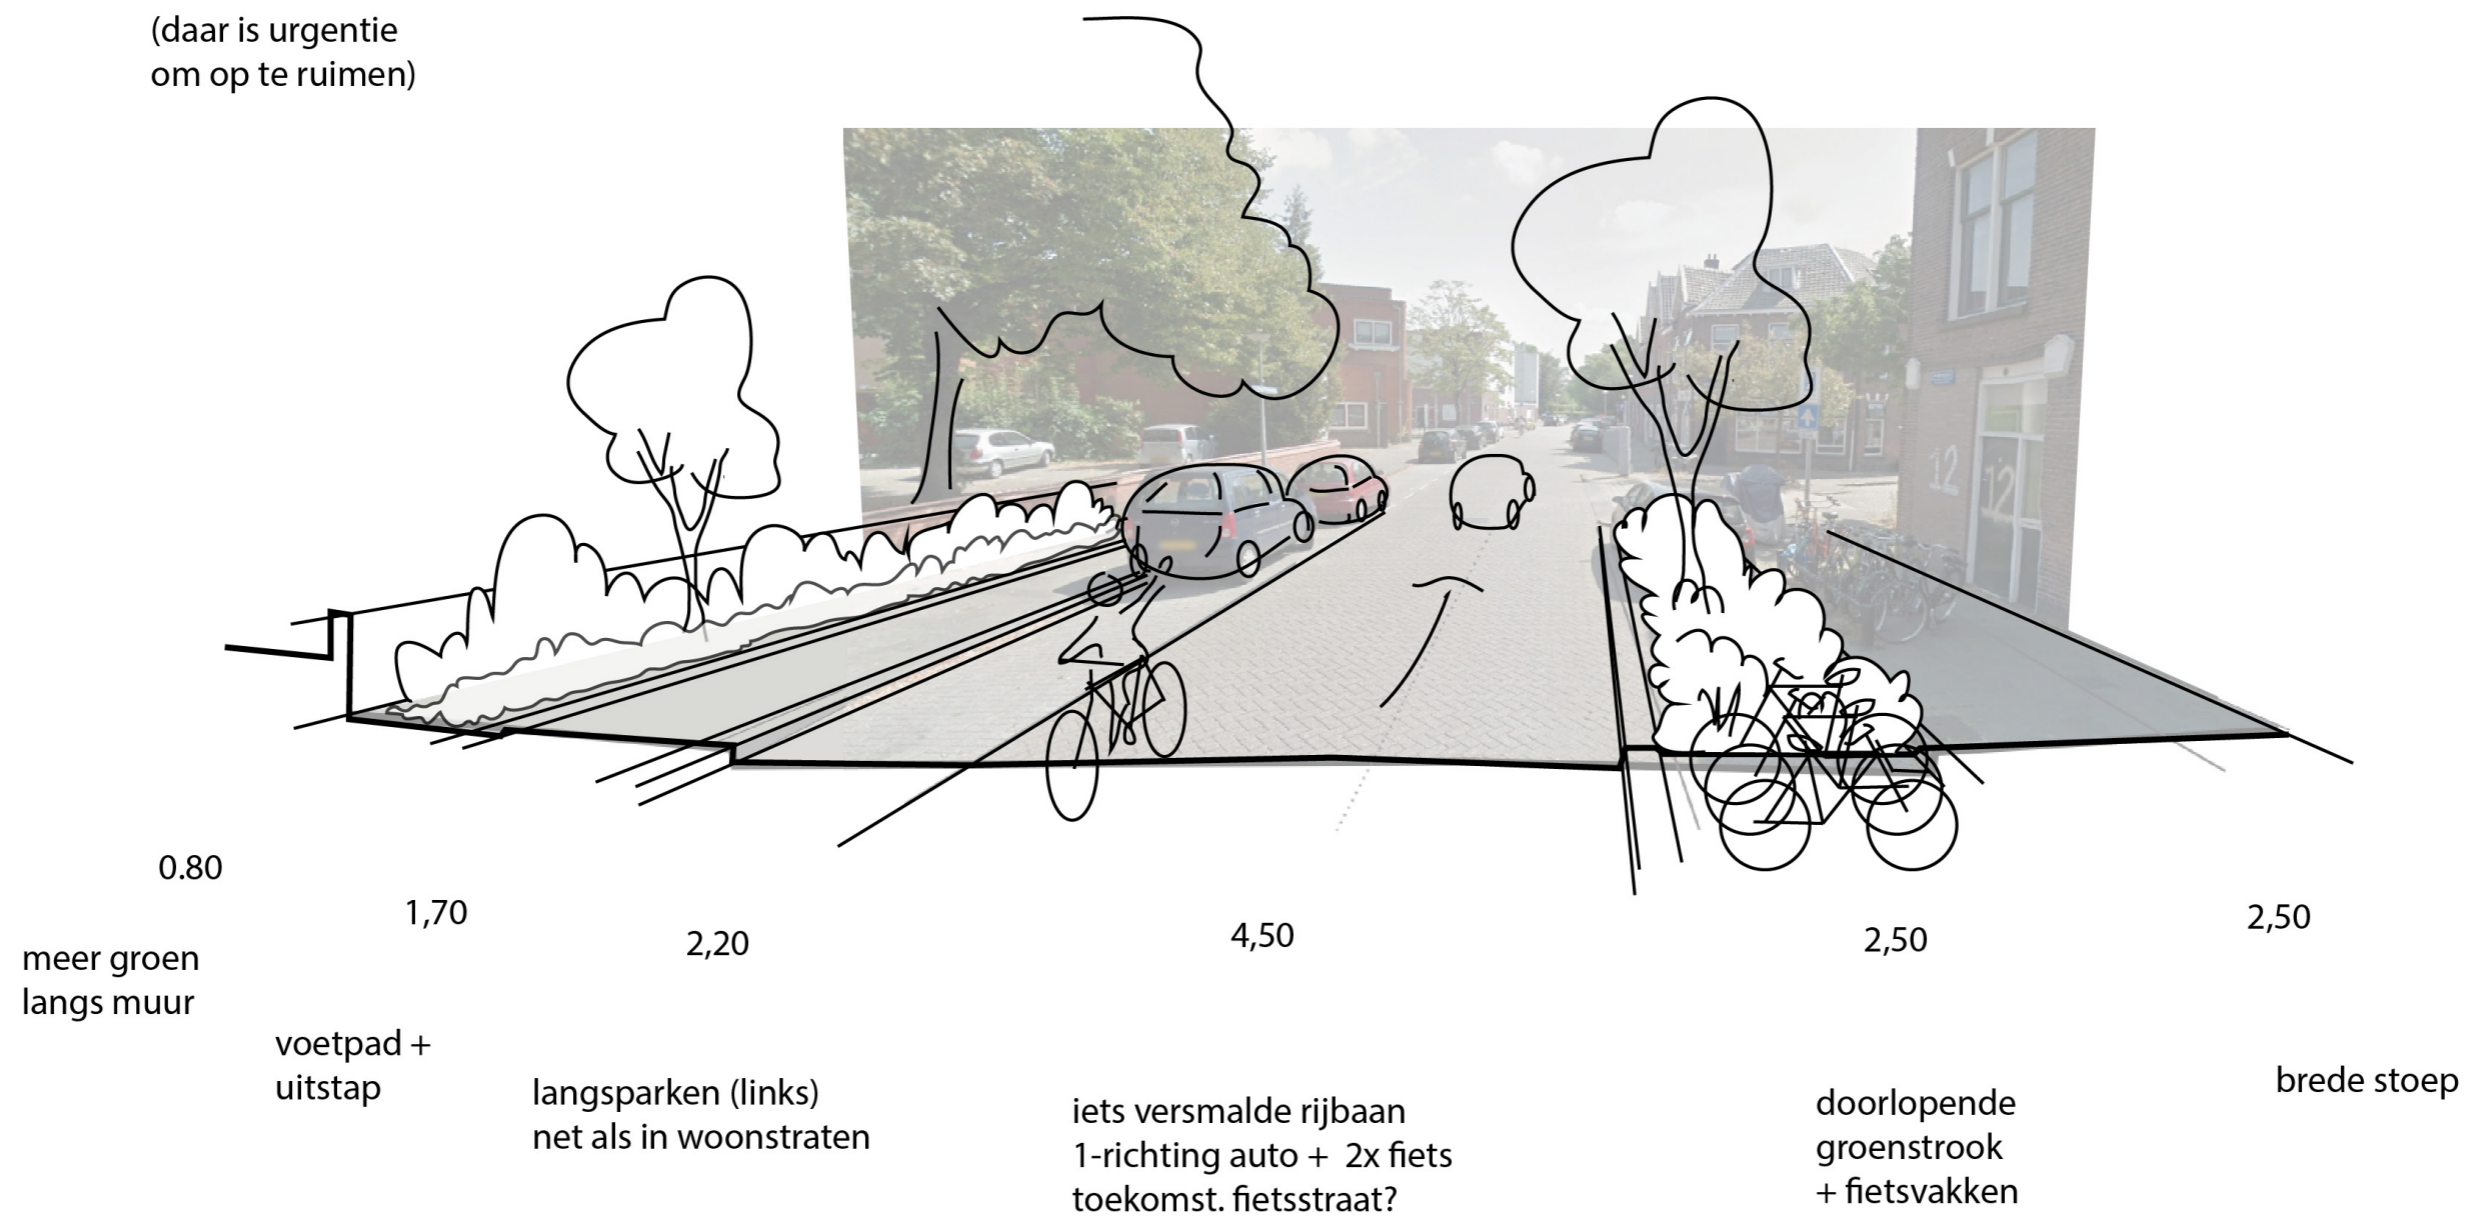 (daar is urgentie
om op te ruimen)
12
12
0.80
1,70
2,20
4,50
2,50
2,50
meer groen
langs muur
voetpad +
uitstap
langsparken (links)
net als in woonstraten
iets versmalde rijbaan
1-richting auto +  2x fiets
toekomst. fietsstraat?
doorlopende
groenstrook
+ fietsvakken
brede stoep